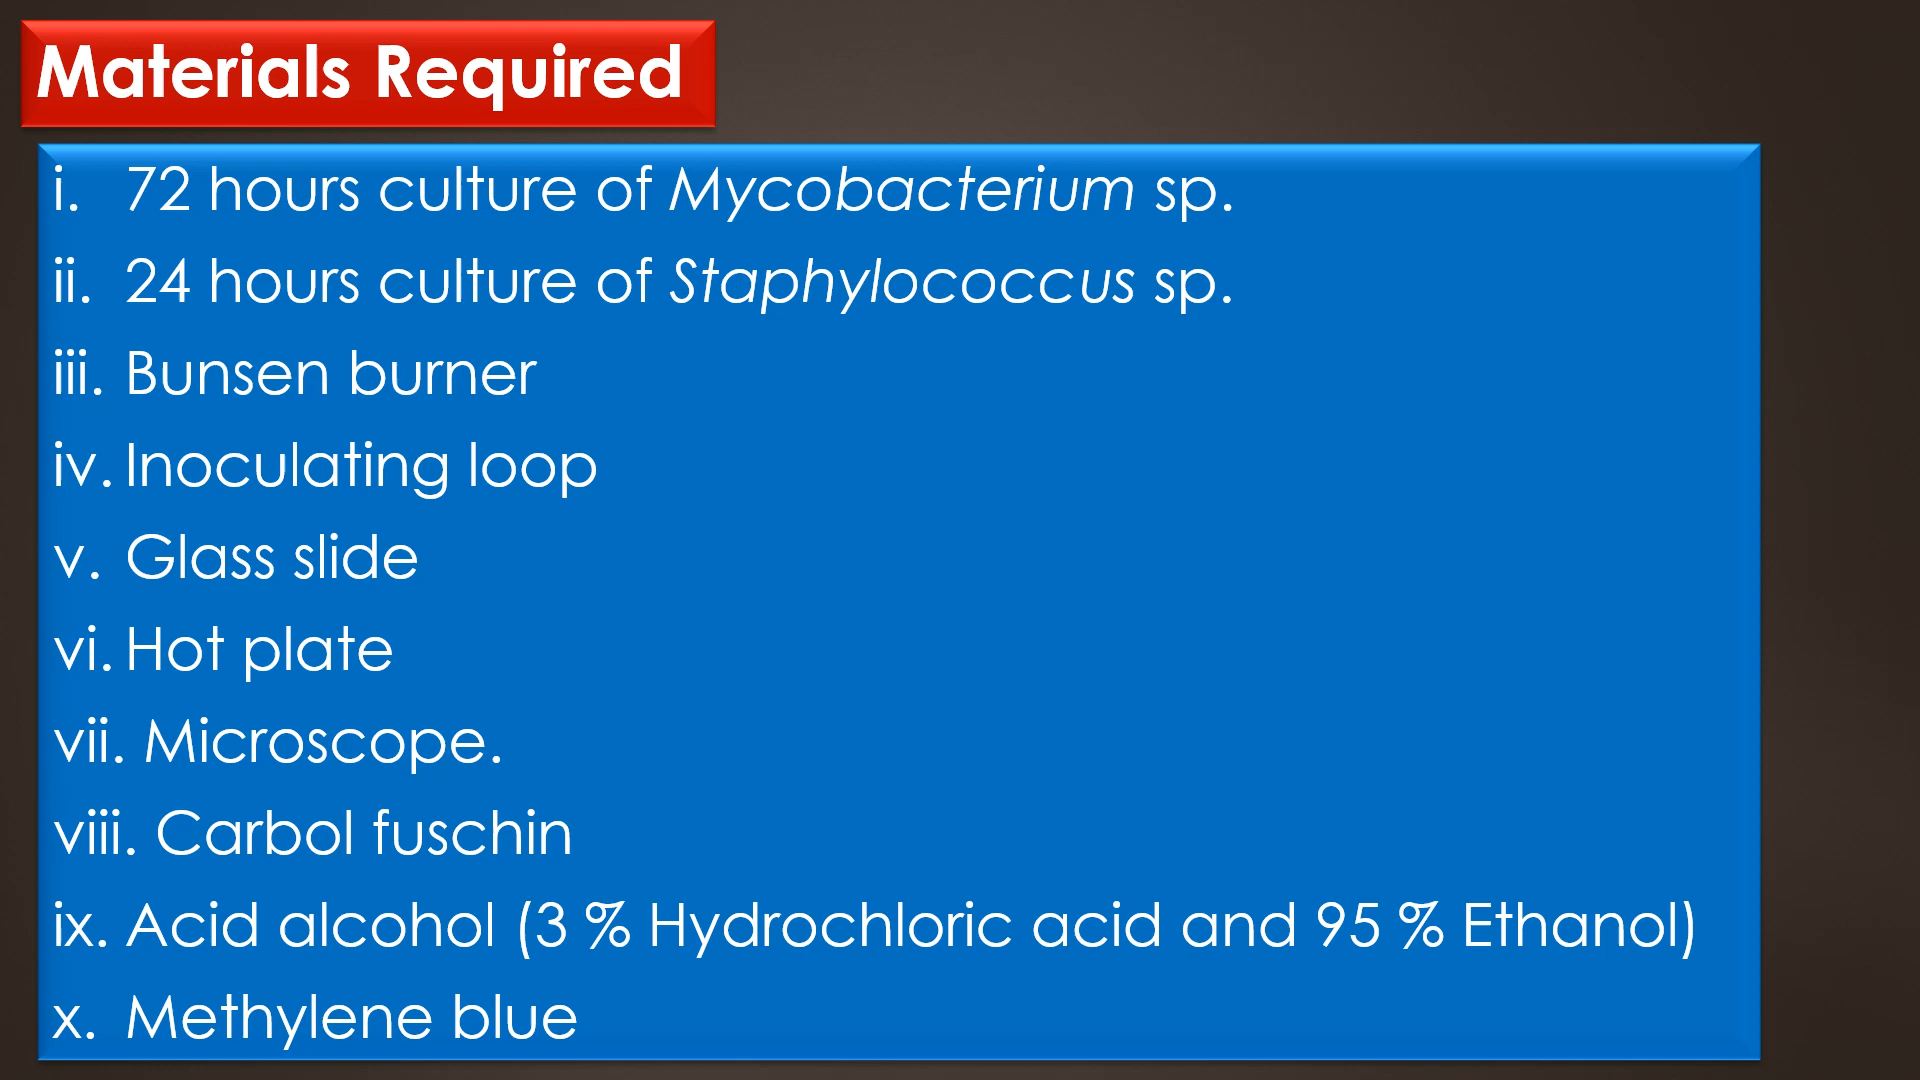 Materials Required
i. 72 hours culture of Mycobacterium sp.
ii. 24 hours culture of Staphylococcus sp.
iii. Bunsen burner
iv. Inoculating loop
v. Glass slide
vi. Hot plate
vii. Microscope.
viii. Carbol fuschin
ix. Acid alcohol (3 % Hydrochloric acid and 95 % Ethanol)
x. Methylene blue